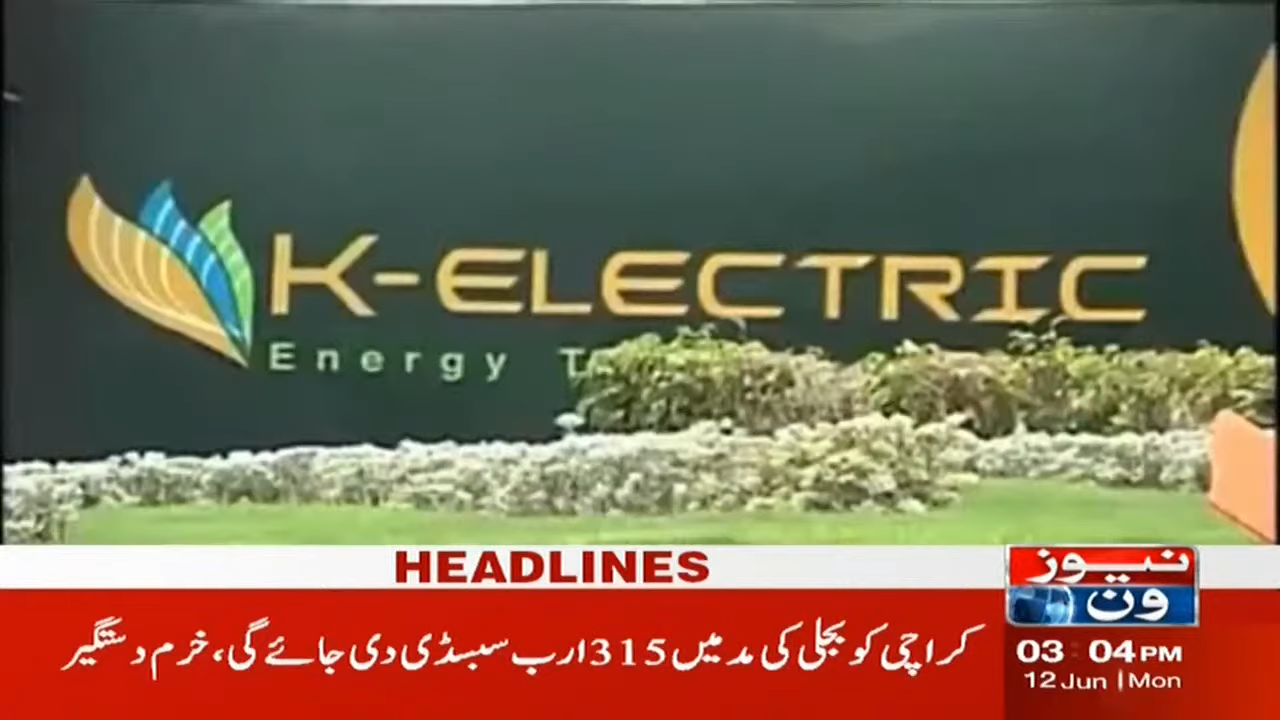 K-ELECTRIC
Energy
HEADLINES
نیوز
ون
کراچی کو بجلی کی مد میں 315 ارب سبسڈی دی جائے گی، خرم دستگیر
03:04 PM
12 Jun | Mon